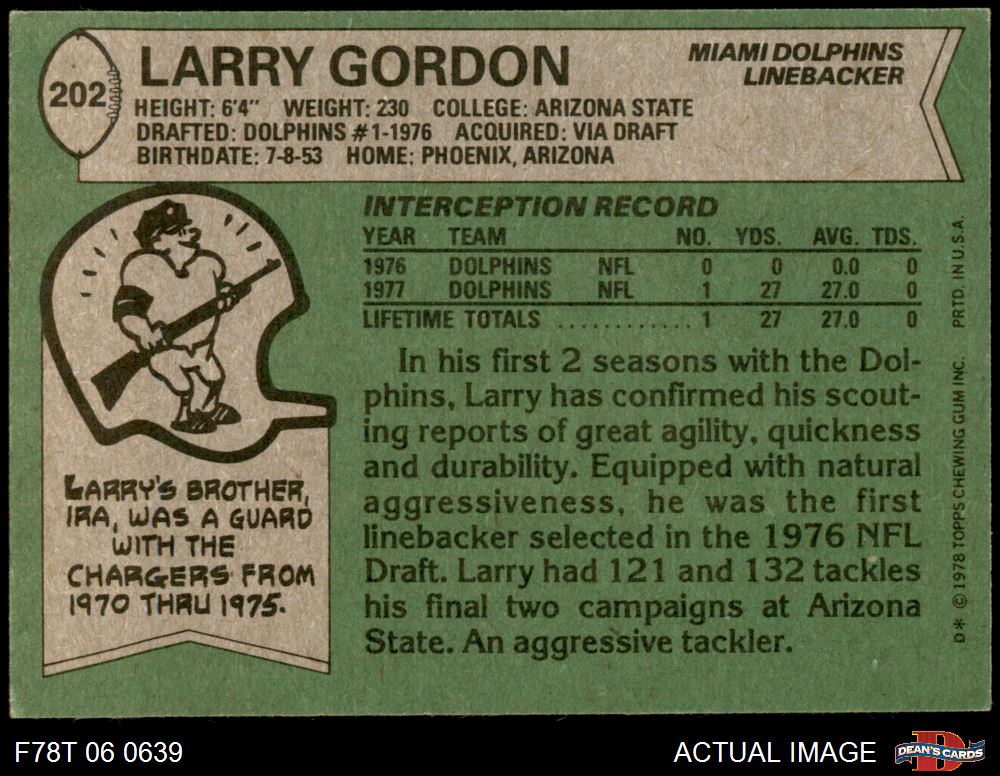 202
LARRY GORDON
MIAMI DOLPHINS
LINEBACKER
HEIGHT: 6'4" WEIGHT: 230 COLLEGE: ARIZONA STATE
DRAFTED: DOLPHINS #1-1976 ACQUIRED: VIA DRAFT
BIRTHDATE: 7-8-53 HOME: PHOENIX, ARIZONA
INTERCEPTION RECORD
YEAR TEAM NO. YDS. AVG. TDS.
1976 DOLPHINS NFL 0 0 0.0 0
1977 DOLPHINS NFL 1 27 27.0 0
LIFETIME TOTALS ............ 1 27 27.0 0
In his first 2 seasons with the Dol-
phins, Larry has confirmed his scout-
ing reports of great agility, quickness
and durability. Equipped with natural
aggressiveness, he was the first
linebacker selected in the 1976 NFL
Draft. Larry had 121 and 132 tackles
his final two campaigns at Arizona
State. An aggressive tackler.
LARRY'S BROTHER,
IRA, WAS A GUARD
WITH THE
CHARGERS FROM
1970 THRU 1975.
D* © 1978 TOPPS CHEWING GUM INC. PRTD. IN U.S.A.
F78T 06 0639
ACTUAL IMAGE
D
DEAN'S CARDS